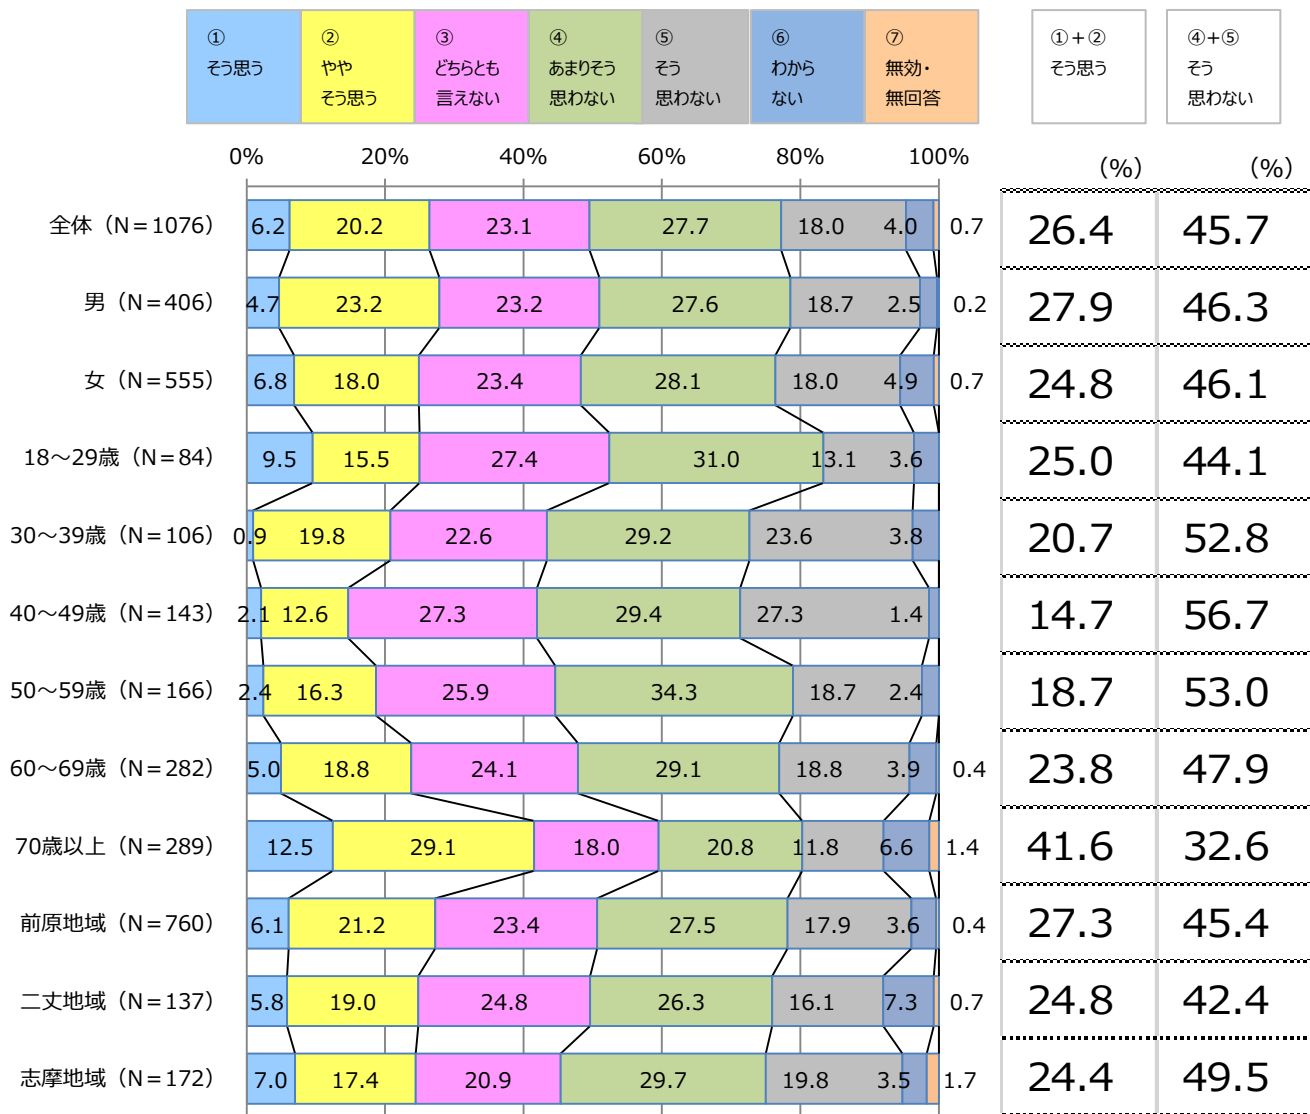 ① ② ③ ④ ⑤ ⑥ ⑦ ①+② ④+⑤
そう思う やや どちらとも あまりそう そう わから 無効・ そう思う そう
そう思う 言えない 思わない 思わない ない 無回答 思わない
0% 20% 40% 60% 80% 100% (%) (%)
全体（N＝1076） 6.2 20.2 23.1 27.7 18.0 4.0 0.7 26.4 45.7
男（N＝406） 4.7 23.2 23.2 27.6 18.7 2.5 0.2 27.9 46.3
女（N＝555） 6.8 18.0 23.4 28.1 18.0 4.9 0.7 24.8 46.1
18～29歳（N＝84） 9.5 15.5 27.4 31.0 13.1 3.6 25.0 44.1
30～39歳（N＝106） 0.9 19.8 22.6 29.2 23.6 3.8 20.7 52.8
40～49歳（N＝143） 2.1 12.6 27.3 29.4 27.3 1.4 14.7 56.7
50～59歳（N＝166） 2.4 16.3 25.9 34.3 18.7 2.4 18.7 53.0
60～69歳（N＝282） 5.0 18.8 24.1 29.1 18.8 3.9 0.4 23.8 47.9
70歳以上（N＝289） 12.5 29.1 18.0 20.8 11.8 6.6 1.4 41.6 32.6
前原地域（N＝760） 6.1 21.2 23.4 27.5 17.9 3.6 0.4 27.3 45.4
二丈地域（N＝137） 5.8 19.0 24.8 26.3 16.1 7.3 0.7 24.8 42.4
志摩地域（N＝172） 7.0 17.4 20.9 29.7 19.8 3.5 1.7 24.4 49.5